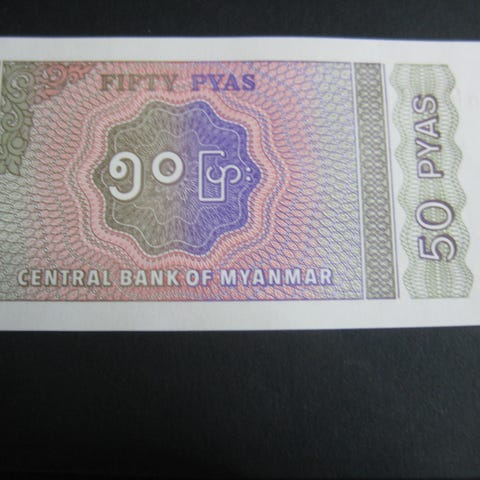 FIFTY PYAS
၅၀ ပြား
CENTRAL BANK OF MYANMAR
50 PYAS